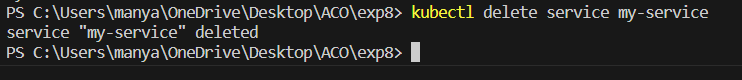 PS C:\Users\manya\OneDrive\Desktop\ACO\exp8> kubectl delete service my-service
service "my-service" deleted
PS C:\Users\manya\OneDrive\Desktop\ACO\exp8>